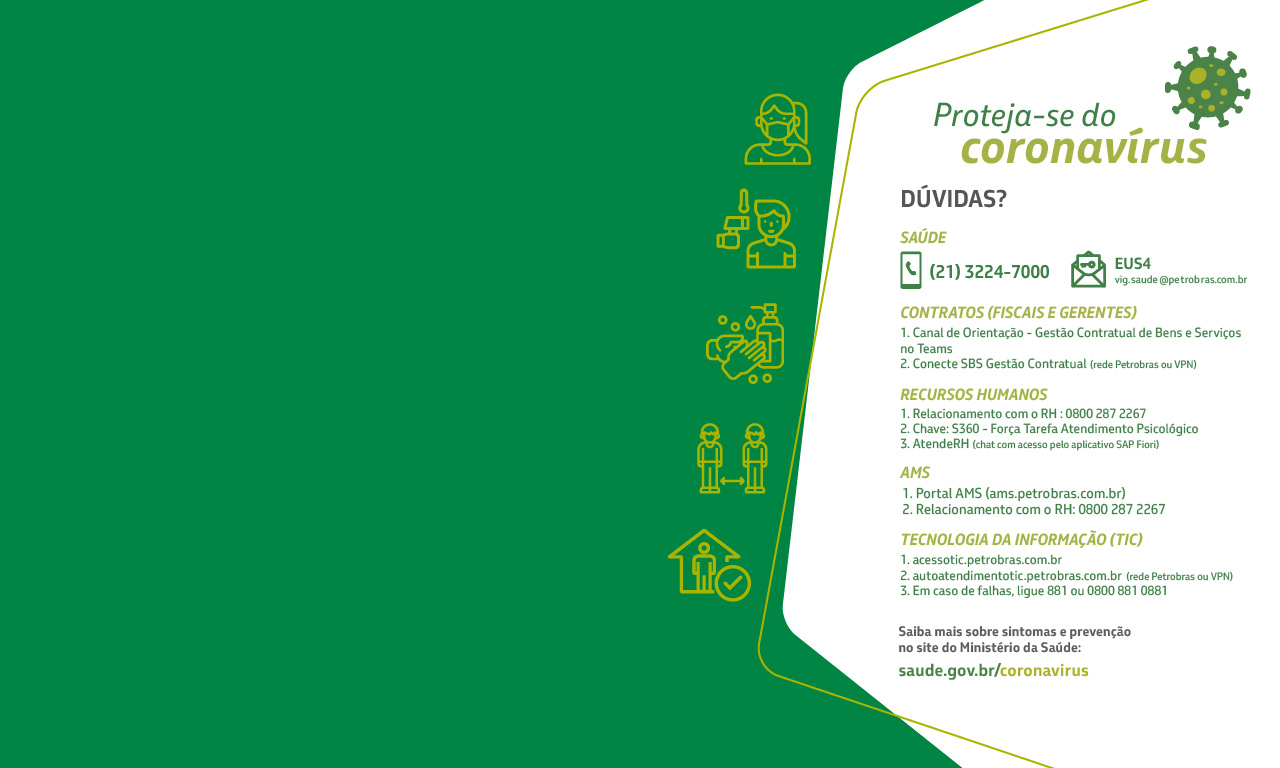 Proteja-se do
coronavírus
DÚVIDAS?
SAÚDE
(21) 3224-7000
EUS4
vig.saude@petrobras.com.br
CONTRATOS (FISCAIS E GERENTES)
1. Canal de Orientação - Gestão Contratual de Bens e Serviços
no Teams
2. Conecte SBS Gestão Contratual (rede Petrobras ou VPN)
RECURSOS HUMANOS
1. Relacionamento com o RH : 0800 287 2267
2. Chave: S360 - Força Tarefa Atendimento Psicológico
3. AtendeRH (chat com acesso pelo aplicativo SAP Fiori)
AMS
1. Portal AMS (ams.petrobras.com.br)
2. Relacionamento com o RH: 0800 287 2267
TECNOLOGIA DA INFORMAÇÃO (TIC)
1. acessotic.petrobras.com.br
2. autoatendimentotic.petrobras.com.br (rede Petrobras ou VPN)
3. Em caso de falhas, ligue 881 ou 0800 881 0881
Saiba mais sobre sintomas e prevenção
no site do Ministério da Saúde:
saude.gov.br/coronavirus